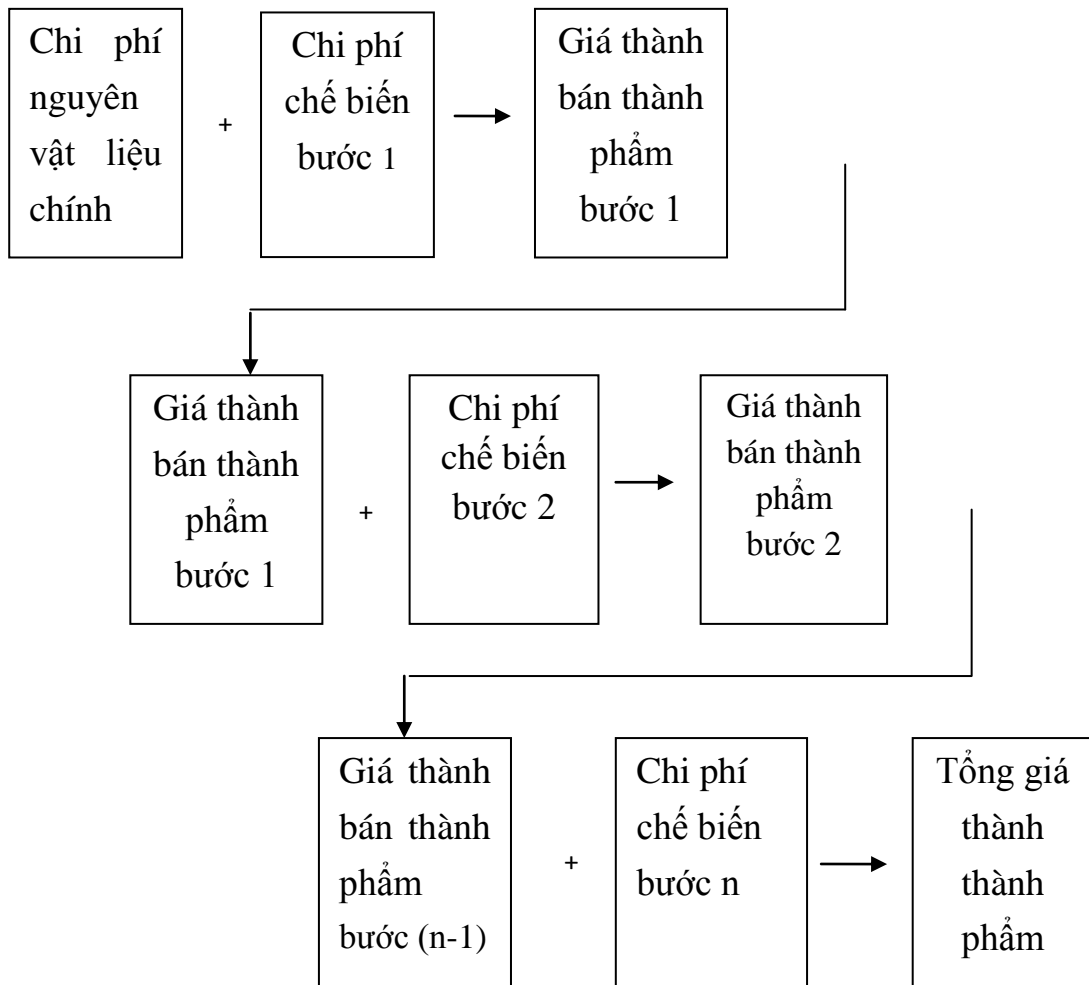 Chi phí
nguyên
vật liệu
chính
+
Chi phí
chế biến
bước 1
Giá thành
bán thành
phẩm
bước 1
Giá thành
bán thành
phẩm
bước 1
+
Chi phí
chế biến
bước 2
Giá thành
bán thành
phẩm
bước 2
Giá thành
bán thành
phẩm
bước (n-1)
+
Chi phí
chế biến
bước n
Tổng giá
thành
thành
phẩm